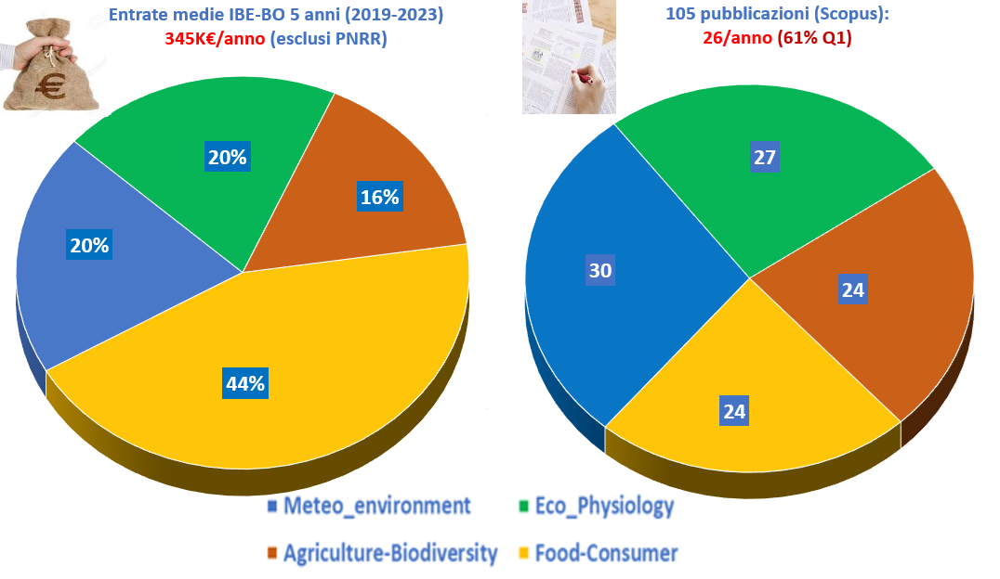 Entrate medie IBE-BO 5 anni (2019-2023)
345K€/anno (esclusi PNRR)
€
20%
16%
20%
44%
105 pubblicazioni (Scopus):
26/anno (61% Q1)
27
30
24
24
Meteo_environment
Eco_Physiology
Agriculture-Biodiversity
Food-Consumer